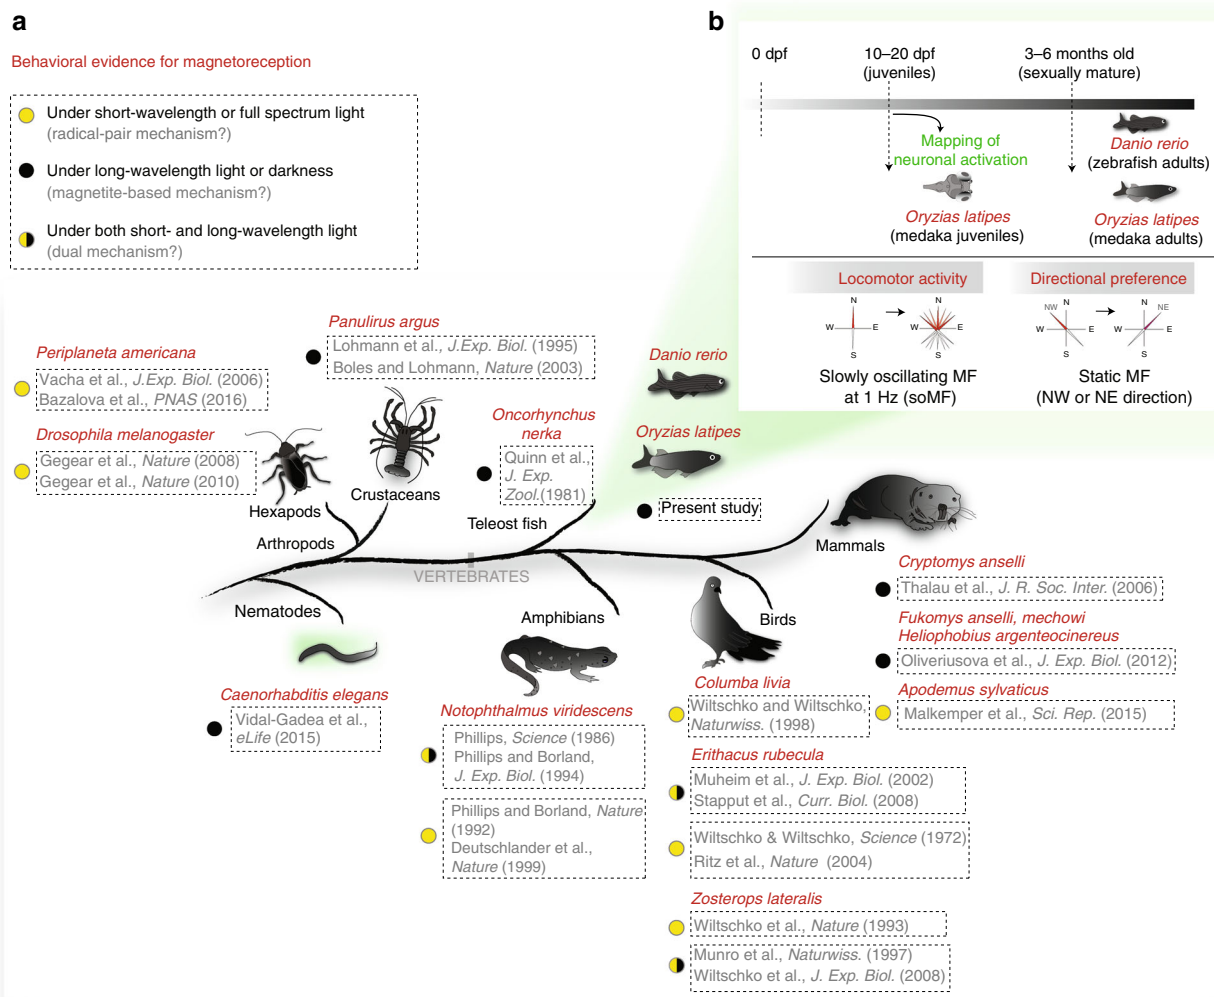 a
Behavioral evidence for magnetoreception
Under short-wavelength or full spectrum light
(radical-pair mechanism?)
Under long-wavelength light or darkness
(magnetite-based mechanism?)
Under both short- and long-wavelength light
(dual mechanism?)
b
0 dpf
10–20 dpf
(juveniles)
3–6 months old
(sexually mature)
Mapping of
neuronal activation
Oryzias latipes
(medaka juveniles)
Danio rerio
(zebrafish adults)
Oryzias latipes
(medaka adults)
Locomotor activity
N
W
E
S
N
W
E
S
Slowly oscillating MF
at 1 Hz (soMF)
Directional preference
NW
N
W
E
S
N
NE
W
E
S
Static MF
(NW or NE direction)
Periplaneta americana
Vacha et al., J.Exp. Biol. (2006)
Bazalova et al., PNAS (2016)
Drosophila melanogaster
Gegear et al., Nature (2008)
Gegear et al., Nature (2010)
Panulirus argus
Lohmann et al., J.Exp. Biol. (1995)
Boles and Lohmann, Nature (2003)
Oncorhynchus
nerka
Quinn et al.,
J. Exp.
Zool.(1981)
Danio rerio
Oryzias latipes
Present study
Hexapods
Crustaceans
Arthropods
Teleost fish
VERTEBRATES
Nematodes
Amphibians
Birds
Mammals
Caenorhabditis elegans
Vidal-Gadea et al.,
eLife (2015)
Notophthalmus viridescens
Phillips, Science (1986)
Phillips and Borland,
J. Exp. Biol. (1994)
Phillips and Borland, Nature
(1992)
Deutschlander et al.,
Nature (1999)
Columba livia
Wiltschko and Wiltschko,
Naturwiss. (1998)
Erithacus rubecula
Muheim et al., J. Exp. Biol. (2002)
Stapput et al., Curr. Biol. (2008)
Wiltschko & Wiltschko, Science (1972)
Ritz et al., Nature (2004)
Zosterops lateralis
Wiltschko et al., Nature (1993)
Munro et al., Naturwiss. (1997)
Wiltschko et al., J. Exp. Biol. (2008)
Cryptomys anselli
Thalau et al., J. R. Soc. Inter. (2006)
Fukomys anselli, mechowi
Heliophobius argenteocinereus
Oliveriusova et al., J. Exp. Biol. (2012)
Apodemus sylvaticus
Malkemper et al., Sci. Rep. (2015)